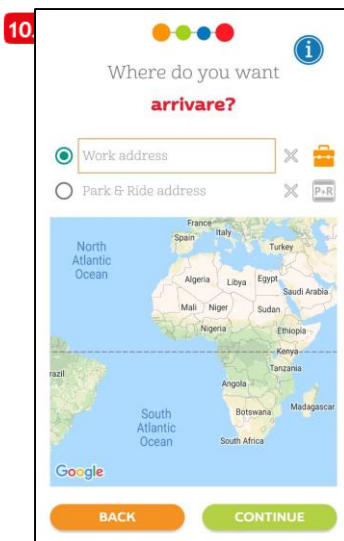 10.
i
Where do you want
arrivare?
Work address
Park & Ride address
P+R
France
Italy
Spain
Turkey
North
Atlantic
Ocean
Algeria
Libya
Egypt
Saudi Arabia
Mali
Niger
Sudan
Nigeria
Ethiopia
Kenya
Tanzania
razil
Angola
South
Atlantic
Ocean
Botswana
Madagascar
South Africa
Google
BACK
CONTINUE